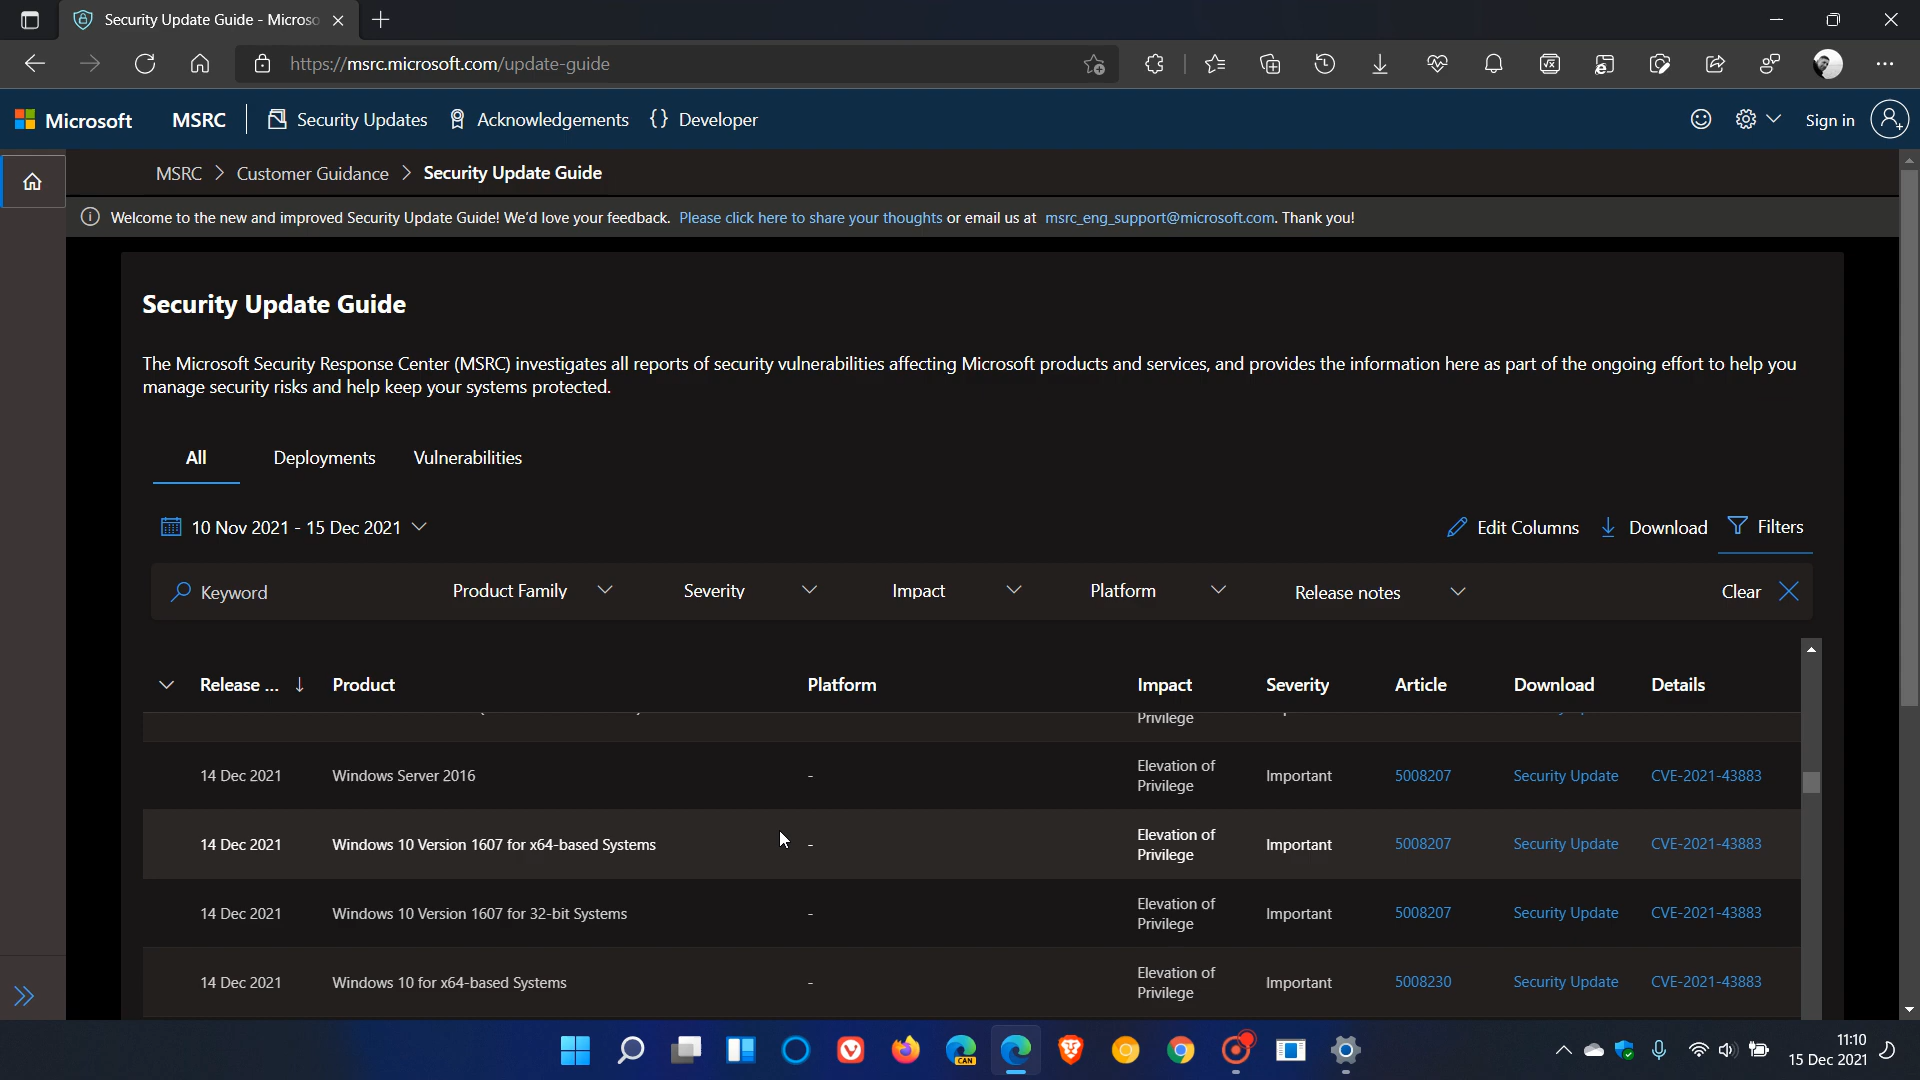 Security Update Guide - Micros
https://msrc.microsoft.com/update-guide
Microsoft MSRC Security Updates Acknowledgements {} Developer Sign in
MSRC > Customer Guidance > Security Update Guide
Welcome to the new and improved Security Update Guide! We'd love your feedback. Please click here to share your thoughts or email us at msrc_eng_support@microsoft.com. Thank you!
Security Update Guide
The Microsoft Security Response Center (MSRC) investigates all reports of security vulnerabilities affecting Microsoft products and services, and provides the information here as part of the ongoing effort to help you
manage security risks and help keep your systems protected.
All Deployments Vulnerabilities
10 Nov 2021 - 15 Dec 2021 Edit Columns Download Filters
Keyword Product Family Severity Impact Platform Release notes Clear
Release ... ↓ Product Platform Impact Severity Article Download Details
Privilege
14 Dec 2021 Windows Server 2016 - Elevation of Privilege Important 5008207 Security Update CVE-2021-43883
14 Dec 2021 Windows 10 Version 1607 for x64-based Systems - Elevation of Privilege Important 5008207 Security Update CVE-2021-43883
14 Dec 2021 Windows 10 Version 1607 for 32-bit Systems - Elevation of Privilege Important 5008207 Security Update CVE-2021-43883
14 Dec 2021 Windows 10 for x64-based Systems - Elevation of Privilege Important 5008230 Security Update CVE-2021-43883
CAN
11:10
15 Dec 2021